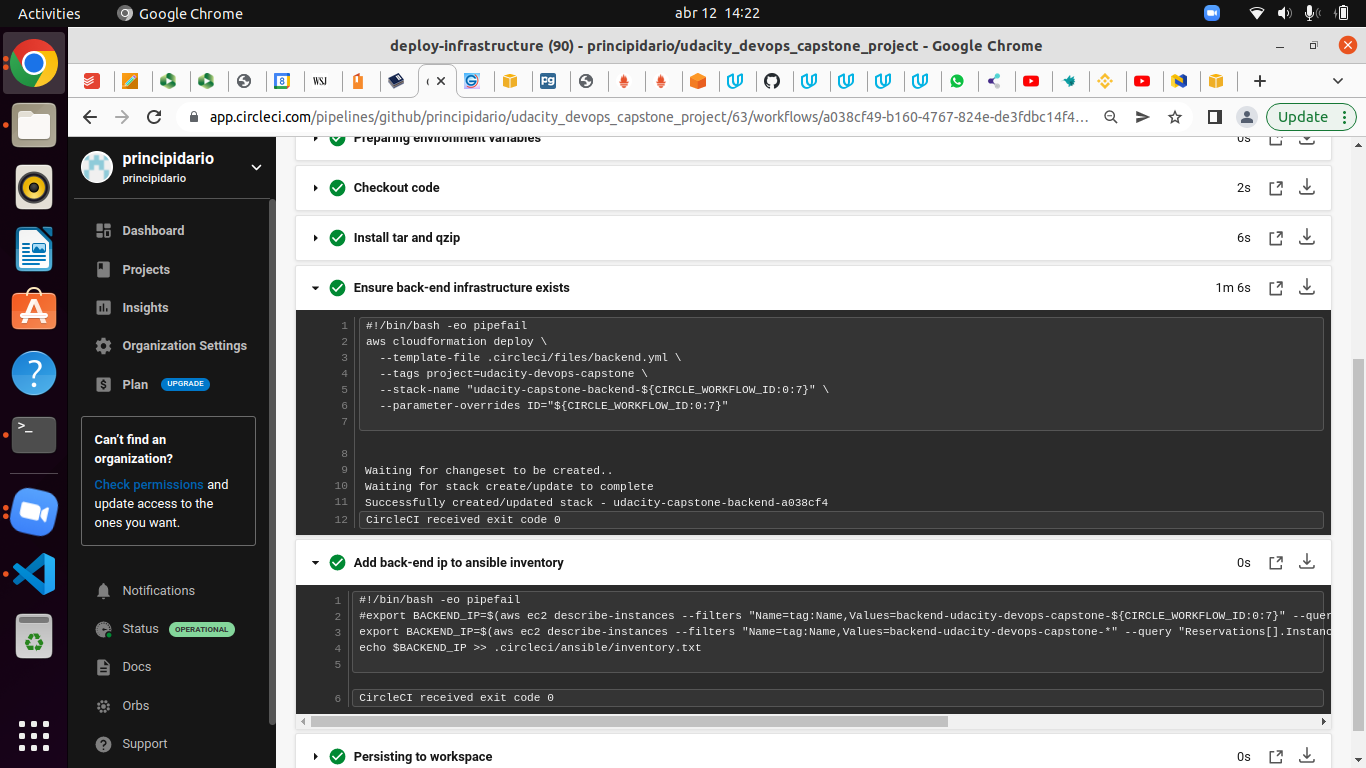 Activities
Google Chrome
abr 12 14:22
deploy-infrastructure (90) - principidario/udacity_devops_capstone_project - Google Chrome
WSJ
pg
app.circleci.com/pipelines/github/principidario/udacity_devops_capstone_project/63/workflows/a038cf49-b160-4767-824e-de3fdbc14f4…
Update
principidario
principidario
Dashboard
Projects
Insights
Organization Settings
Plan UPGRADE
Can't find an
organization?
Check permissions and
update access to the
ones you want.
Notifications
Status OPERATIONAL
Docs
Orbs
Support
Preparing environment variables 0s
Checkout code 2s
Install tar and qzip 6s
Ensure back-end infrastructure exists 1m 6s
1 #!/bin/bash -eo pipefail
2 aws cloudformation deploy \
3 --template-file .circleci/files/backend.yml \
4 --tags project=udacity-devops-capstone \
5 --stack-name "udacity-capstone-backend-${CIRCLE_WORKFLOW_ID:0:7}" \
6 --parameter-overrides ID="${CIRCLE_WORKFLOW_ID:0:7}"
7
8
9 Waiting for changeset to be created..
10 Waiting for stack create/update to complete
11 Successfully created/updated stack - udacity-capstone-backend-a038cf4
12 CircleCI received exit code 0
Add back-end ip to ansible inventory 0s
1 #!/bin/bash -eo pipefail
2 #export BACKEND_IP=$(aws ec2 describe-instances --filters "Name=tag:Name,Values=backend-udacity-devops-capstone-${CIRCLE_WORKFLOW_ID:0:7}" --quer
3 export BACKEND_IP=$(aws ec2 describe-instances --filters "Name=tag:Name,Values=backend-udacity-devops-capstone-*" --query "Reservations[].Instanc
4 echo $BACKEND_IP >> .circleci/ansible/inventory.txt
5
6 CircleCI received exit code 0
Persisting to workspace 0s